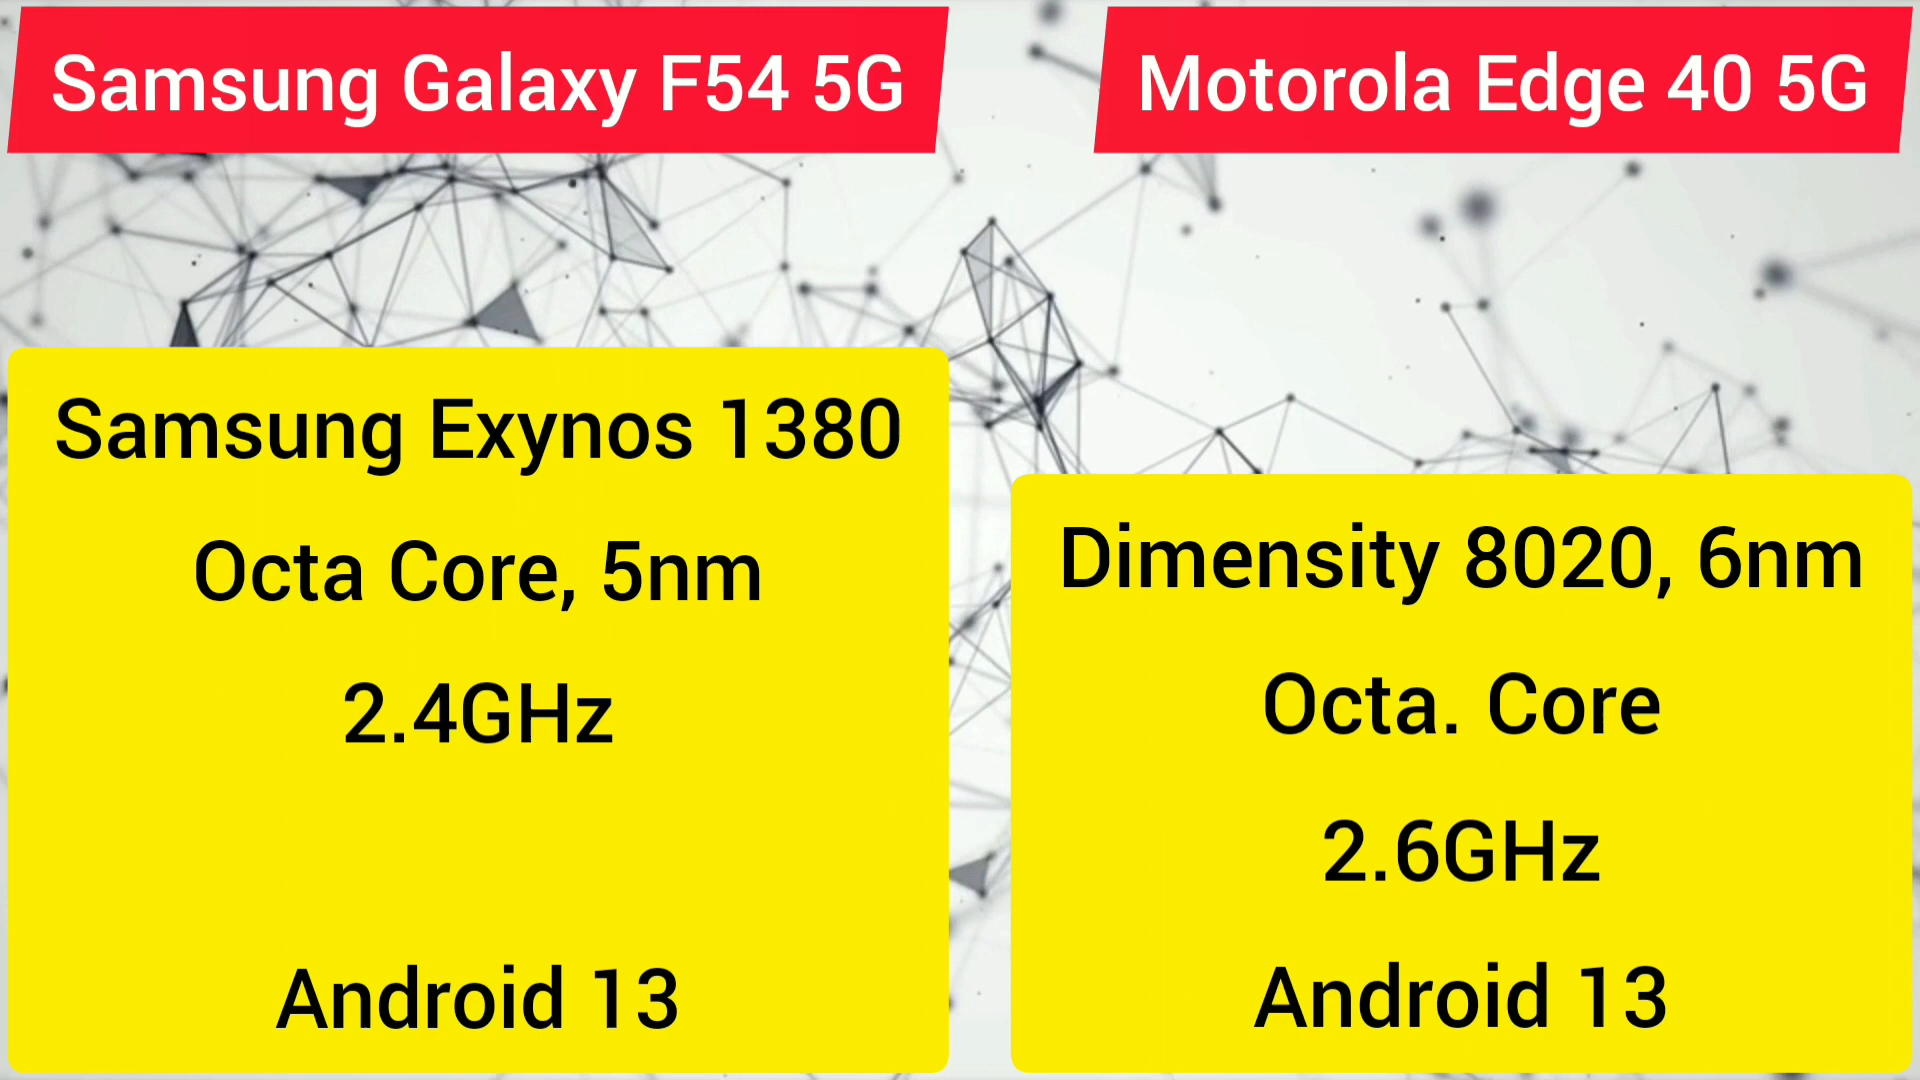 Samsung Galaxy F54 5G
Motorola Edge 40 5G
Samsung Exynos 1380
Octa Core, 5nm
2.4GHz
Android 13
Dimensity 8020, 6nm
Octa. Core
2.6GHz
Android 13